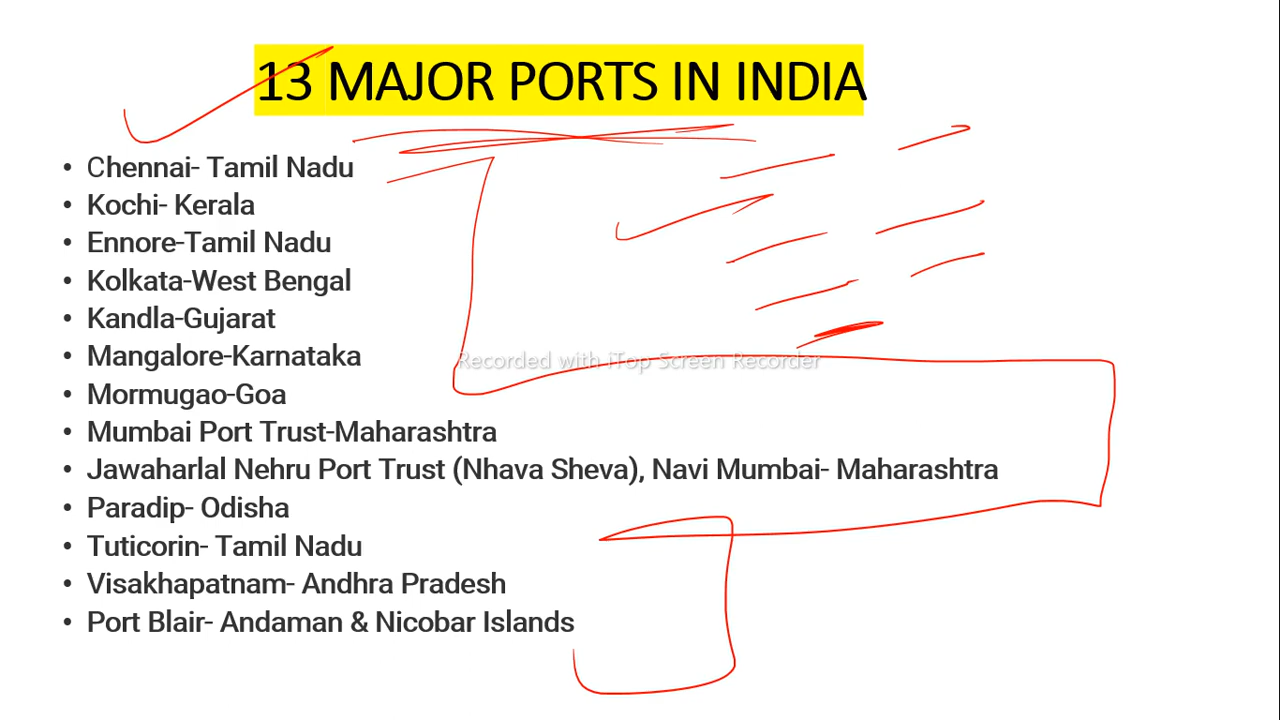 13 MAJOR PORTS IN INDIA
• Chennai- Tamil Nadu
• Kochi- Kerala
• Ennore-Tamil Nadu
• Kolkata-West Bengal
• Kandla-Gujarat
Recorded with iTop Screen Recorder
• Mangalore-Karnataka
• Mormugao-Goa
• Mumbai Port Trust-Maharashtra
• Jawaharlal Nehru Port Trust (Nhava Sheva), Navi Mumbai- Maharashtra
• Paradip- Odisha
• Tuticorin- Tamil Nadu
• Visakhapatnam- Andhra Pradesh
• Port Blair- Andaman & Nicobar Islands